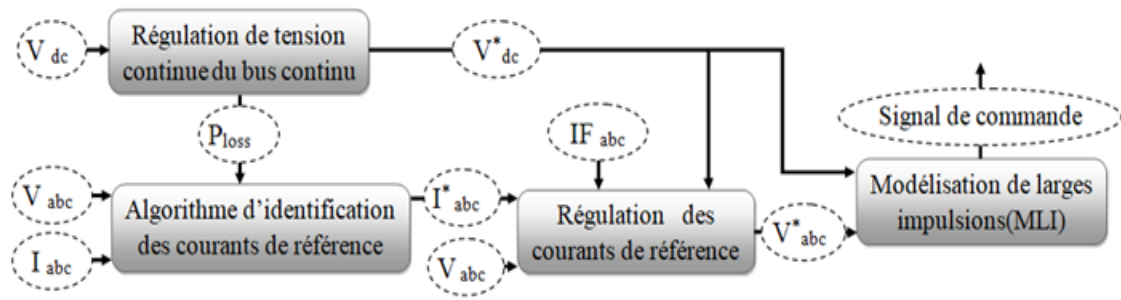 V dc
Régulation de tension
continue du bus continu
V*dc
Ploss
IF abc
Signal de commande
V abc
I abc
Algorithme d'identification
des courants de référence
I*abc
V abc
Régulation des
courants de référence
V*abc
Modélisation de larges
impulsions(MLI)